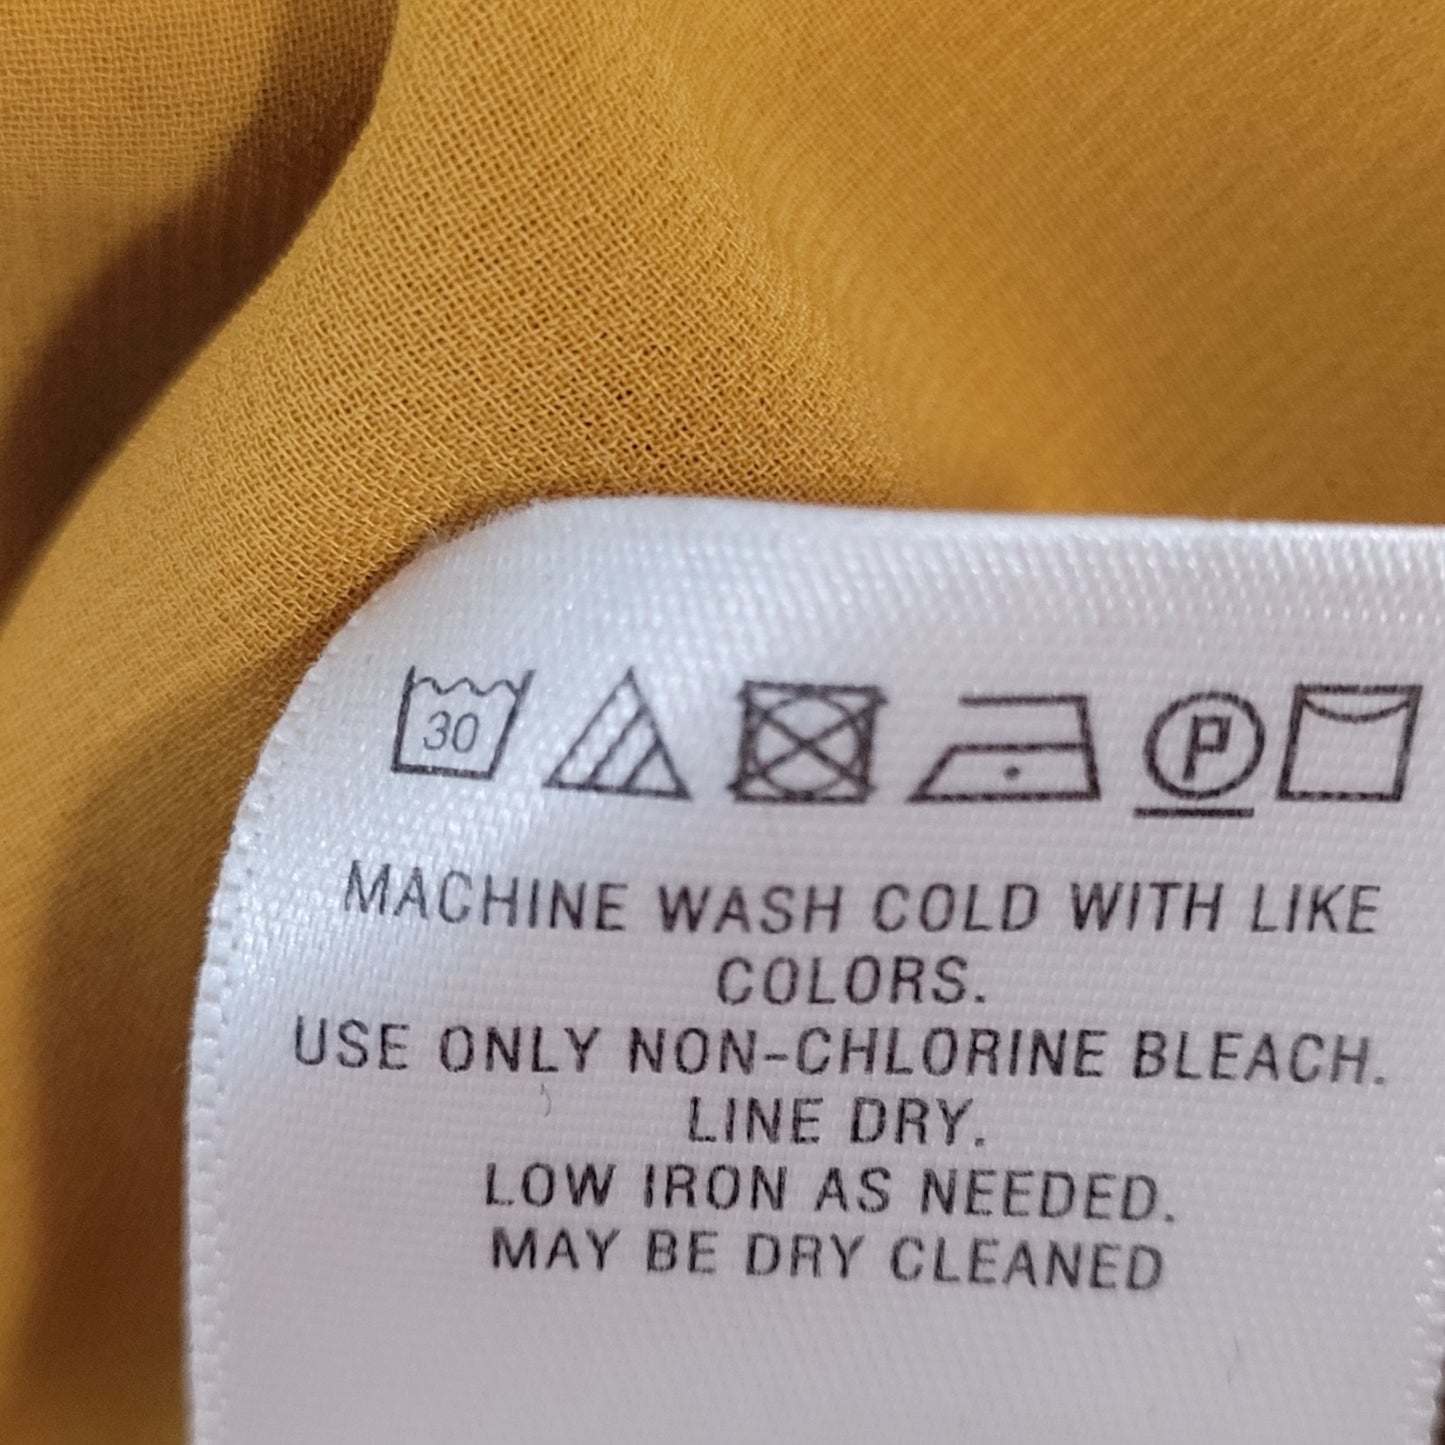 30
P
MACHINE WASH COLD WITH LIKE
COLORS.
USE ONLY NON-CHLORINE BLEACH.
LINE DRY.
LOW IRON AS NEEDED.
MAY BE DRY CLEANED